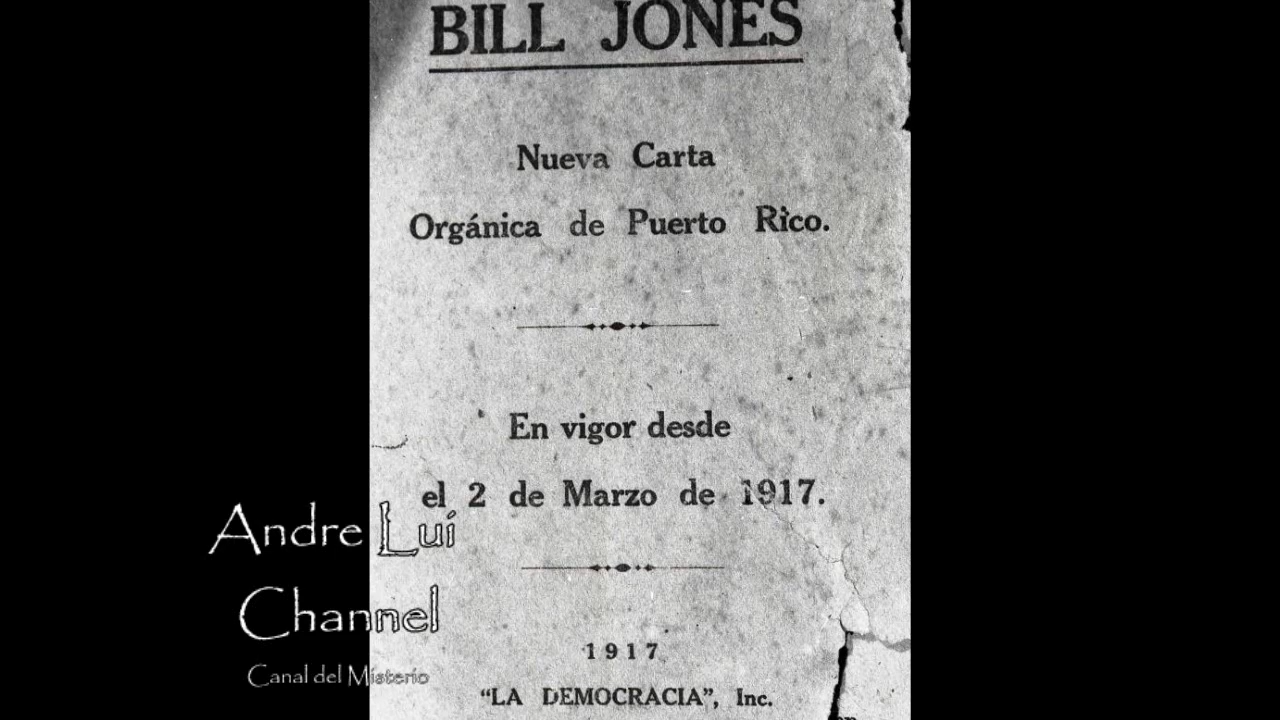 BILL JONES
Nueva Carta
Orgánica de Puerto Rico.
En vigor desde
el 2 de Marzo de 1917.
Andre Lui
Channel
Canal del Misterio
1917
"LA DEMOCRACIA", Inc.